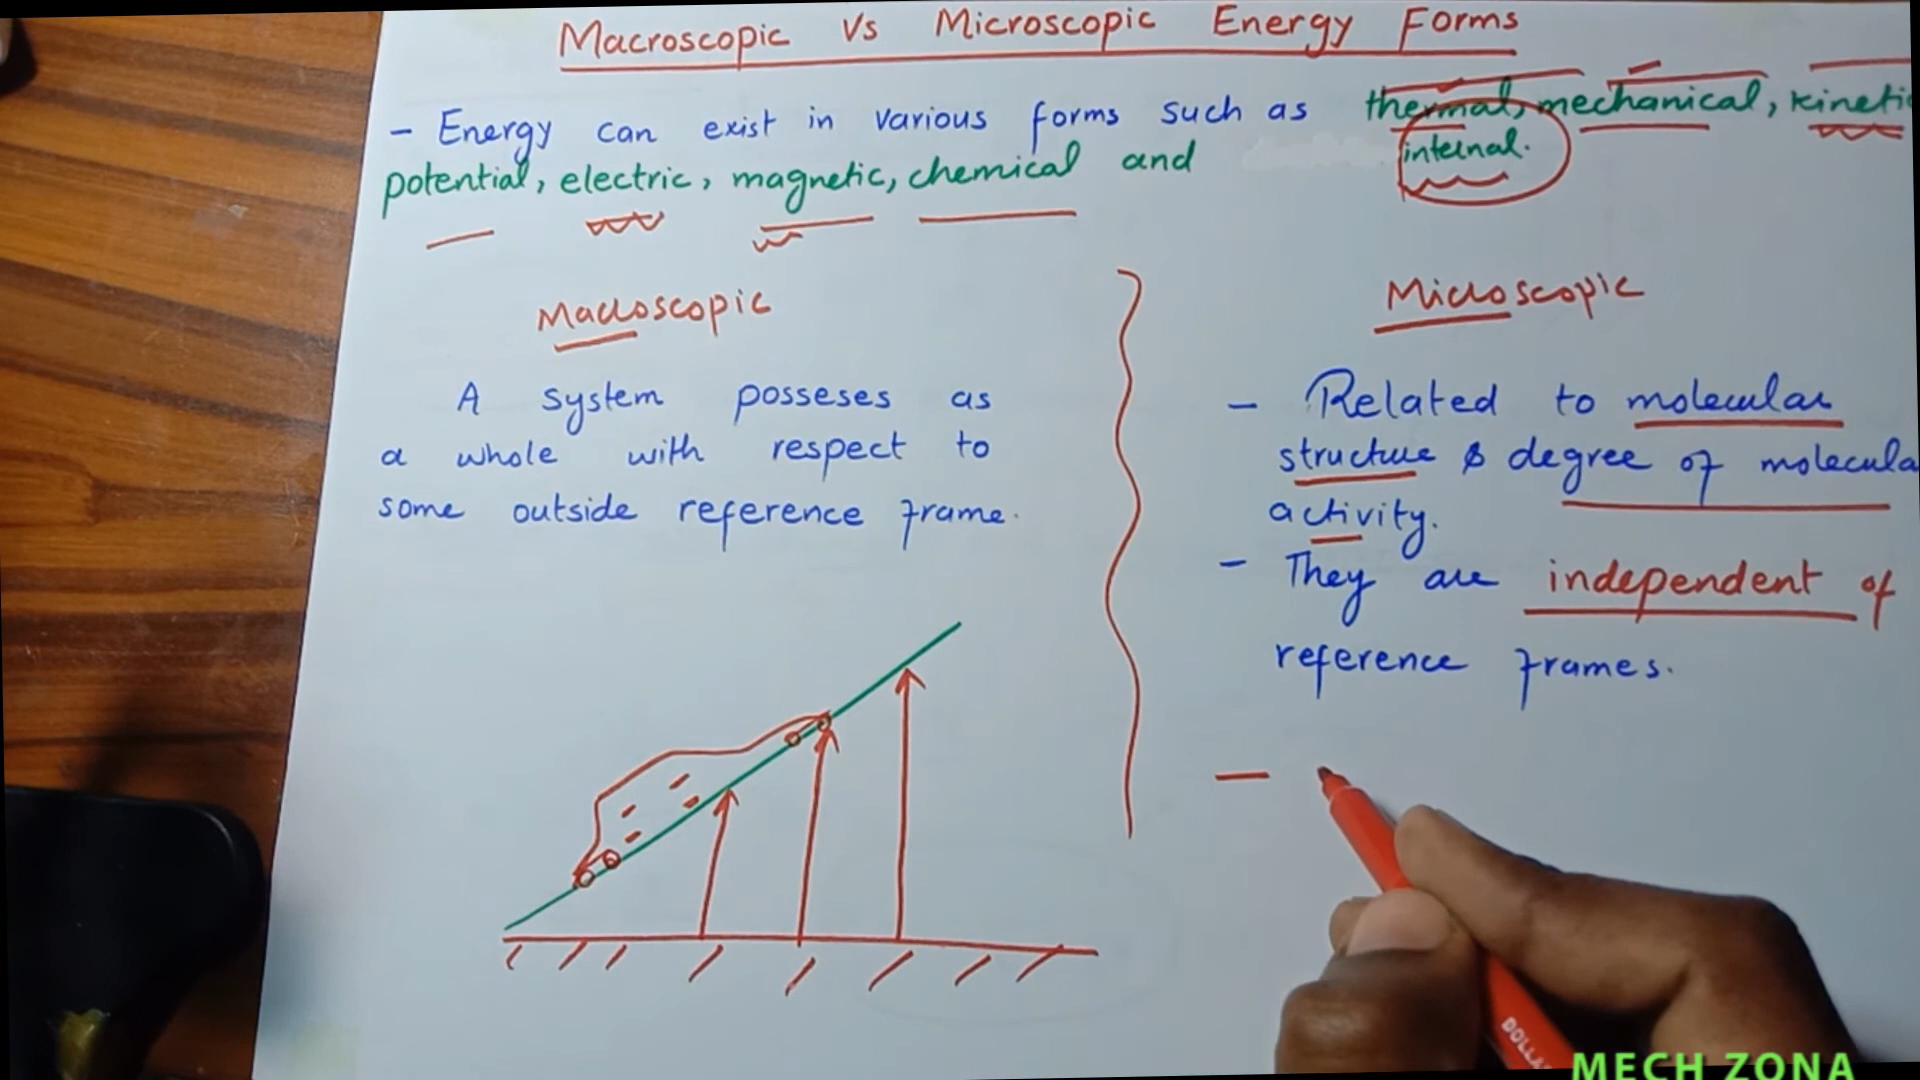 Macroscopic Vs Microscopic Energy Forms
- Energy can exist in various forms such as thermal, mechanical, kineti
potential, electric, magnetic, chemical and internal.
Macroscopic
A system posseses as
a whole with respect to
some outside reference frame.
Microscopic
- Related to molecular
structure & degree of molecula
activity.
- They are independent of
reference frames.
-
DOLLA
MECH ZONA